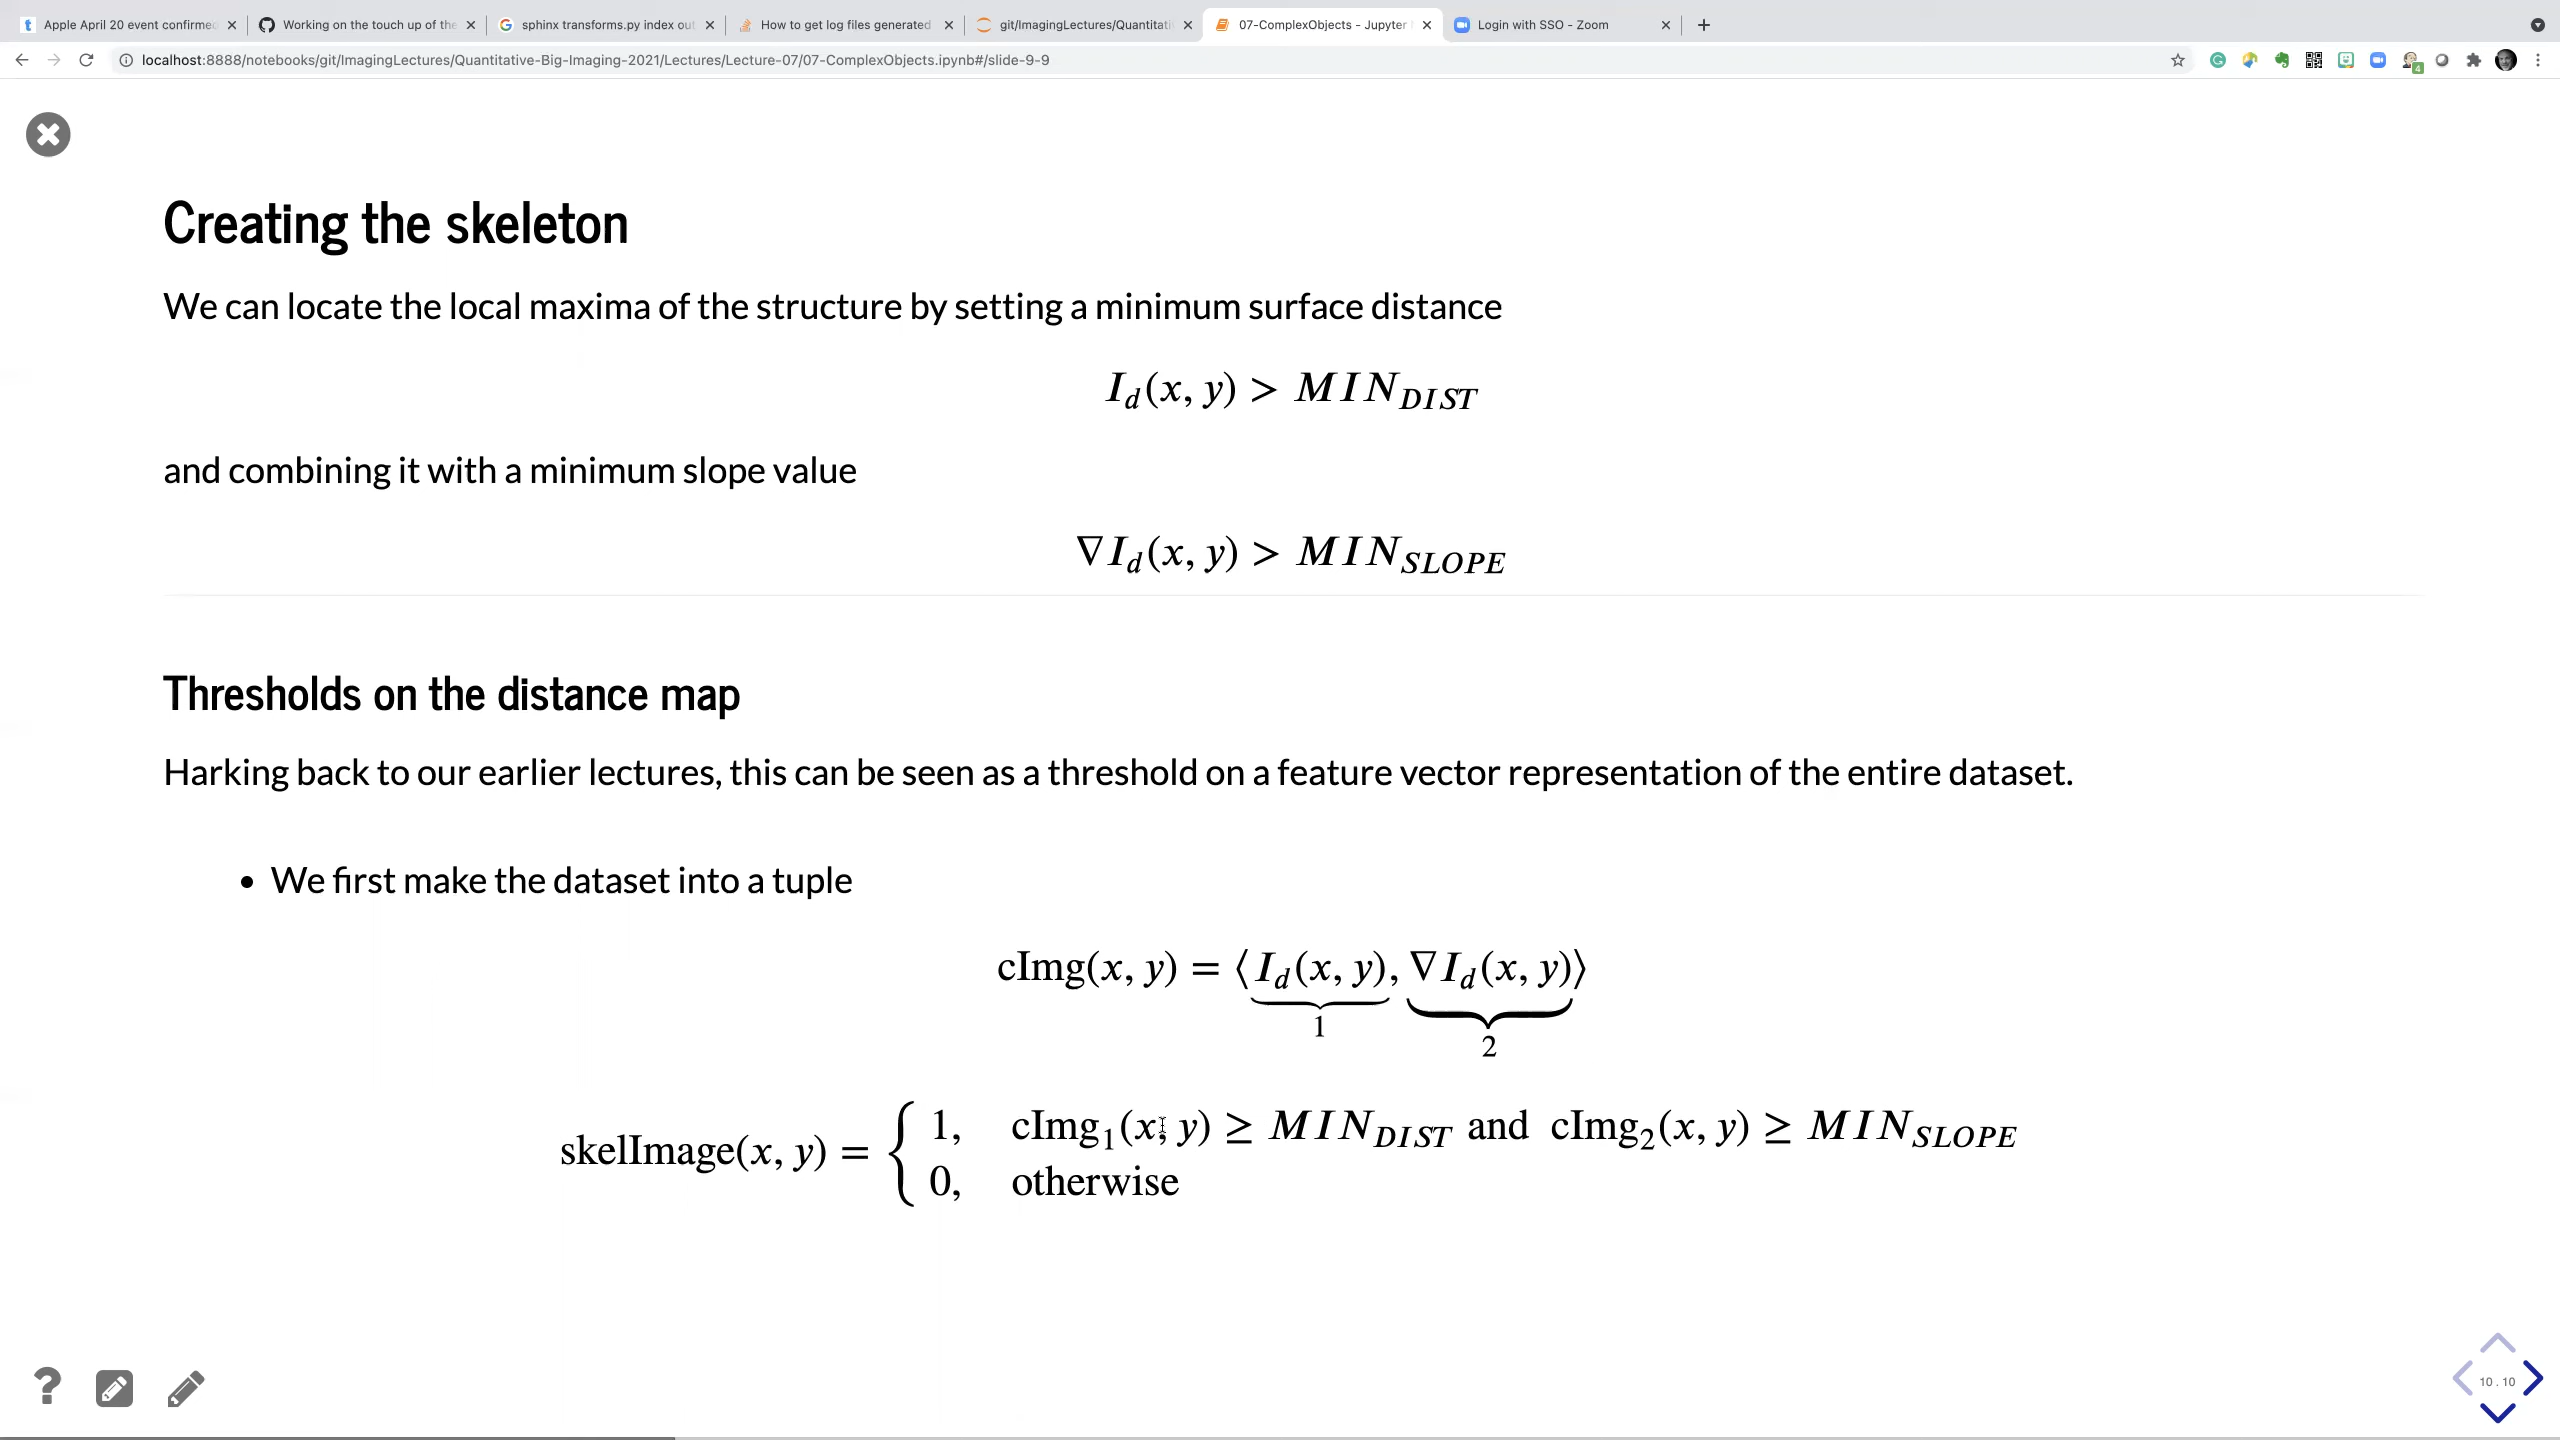 Apple April 20 event confirmed
Working on the touch up of the
sphinx transforms.py index out
How to get log files generated
git/ImagingLectures/Quantitati
07-ComplexObjects - Jupyter
Login with SSO - Zoom
localhost:8888/notebooks/git/ImagingLectures/Quantitative-Big-Imaging-2021/Lectures/Lecture-07/07-ComplexObjects.ipynb#/slide-9-9
4
Creating the skeleton
We can locate the local maxima of the structure by setting a minimum surface distance
I_d(x, y) > MIN_DIST
and combining it with a minimum slope value
∇I_d(x, y) > MIN_SLOPE
Thresholds on the distance map
Harking back to our earlier lectures, this can be seen as a threshold on a feature vector representation of the entire dataset.
• We first make the dataset into a tuple
cImg(x, y) = ⟨I_d(x, y), ∇I_d(x, y)⟩
1
2
skelImage(x, y) = { 1, cImg_1(x, y) ≥ MIN_DIST and cImg_2(x, y) ≥ MIN_SLOPE
0, otherwise
10 . 10